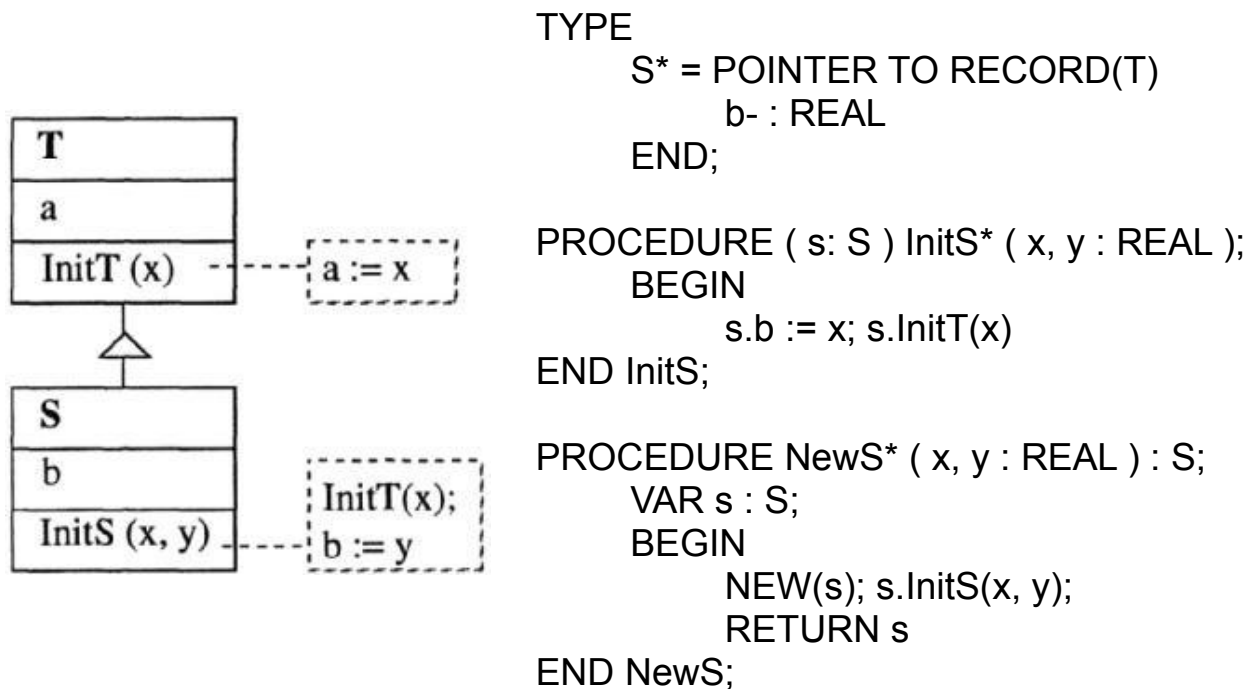 T
a
InitT (x)
a := x
S
b
InitS (x, y)
InitT(x);
b := y
TYPE
S* = POINTER TO RECORD(T)
b- : REAL
END;
PROCEDURE ( s: S ) InitS* ( x, y : REAL );
BEGIN
s.b := x; s.InitT(x)
END InitS;
PROCEDURE NewS* ( x, y : REAL ) : S;
VAR s : S;
BEGIN
NEW(s); s.InitS(x, y);
RETURN s
END NewS;